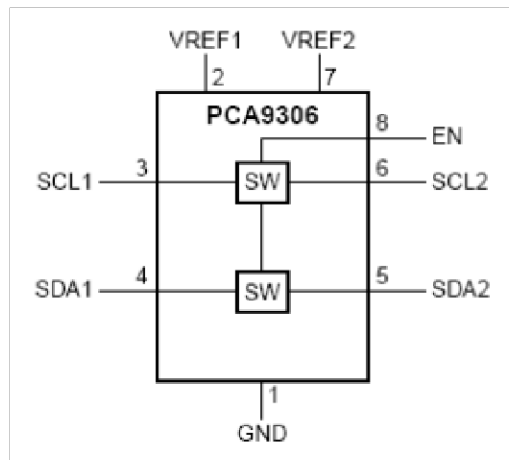 VREF1 VREF2
2 7
PCA9306
8 EN
SCL1 3 SW 6 SCL2
SDA1 4 SW 5 SDA2
1
GND